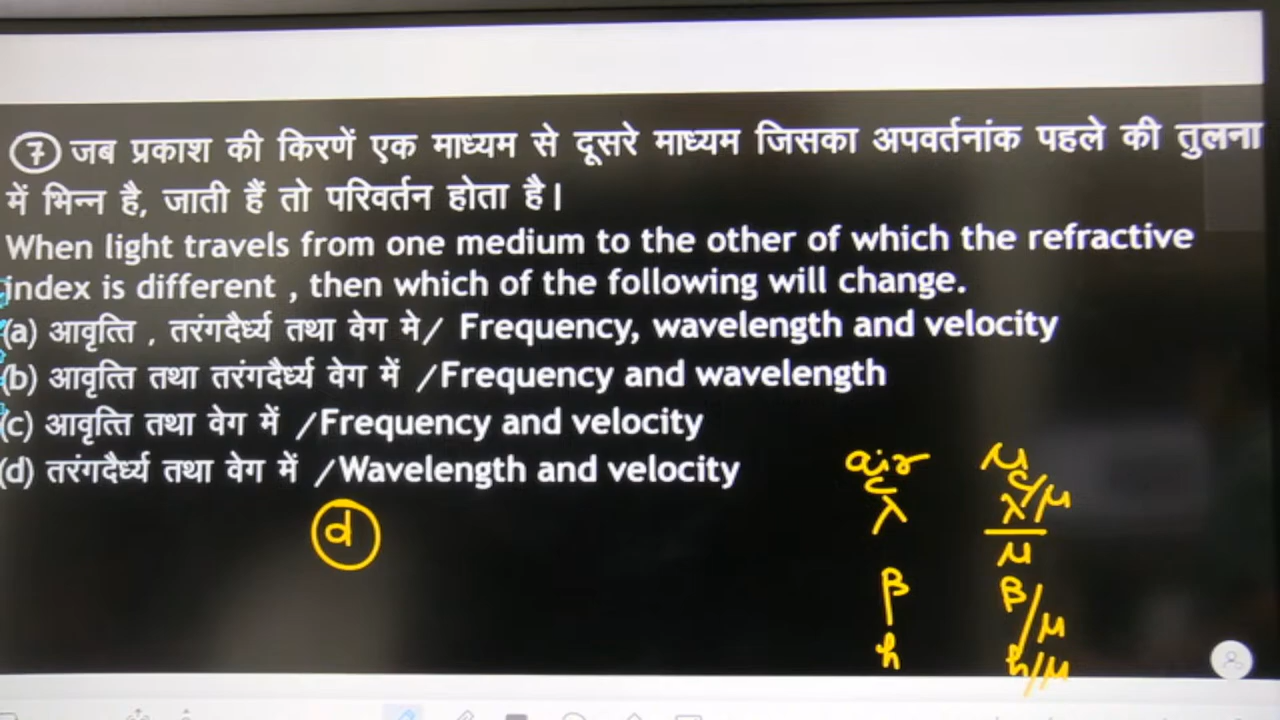 7 जब प्रकाश की किरणें एक माध्यम से दूसरे माध्यम जिसका अपवर्तनांक पहले की तुलना
में भिन्न है, जाती हैं तो परिवर्तन होता है।
When light travels from one medium to the other of which the refractive
index is different , then which of the following will change.
(a) आवृत्ति , तरंगदैर्ध्य तथा वेग मे/ Frequency, wavelength and velocity
(b) आवृत्ति तथा तरंगदैर्ध्य वेग में /Frequency and wavelength
(c) आवृत्ति तथा वेग में /Frequency and velocity
(d) तरंगदैर्ध्य तथा वेग में /Wavelength and velocity
d
air μ
c c/μ
λ λ/μ
β β/μ
h h/μ